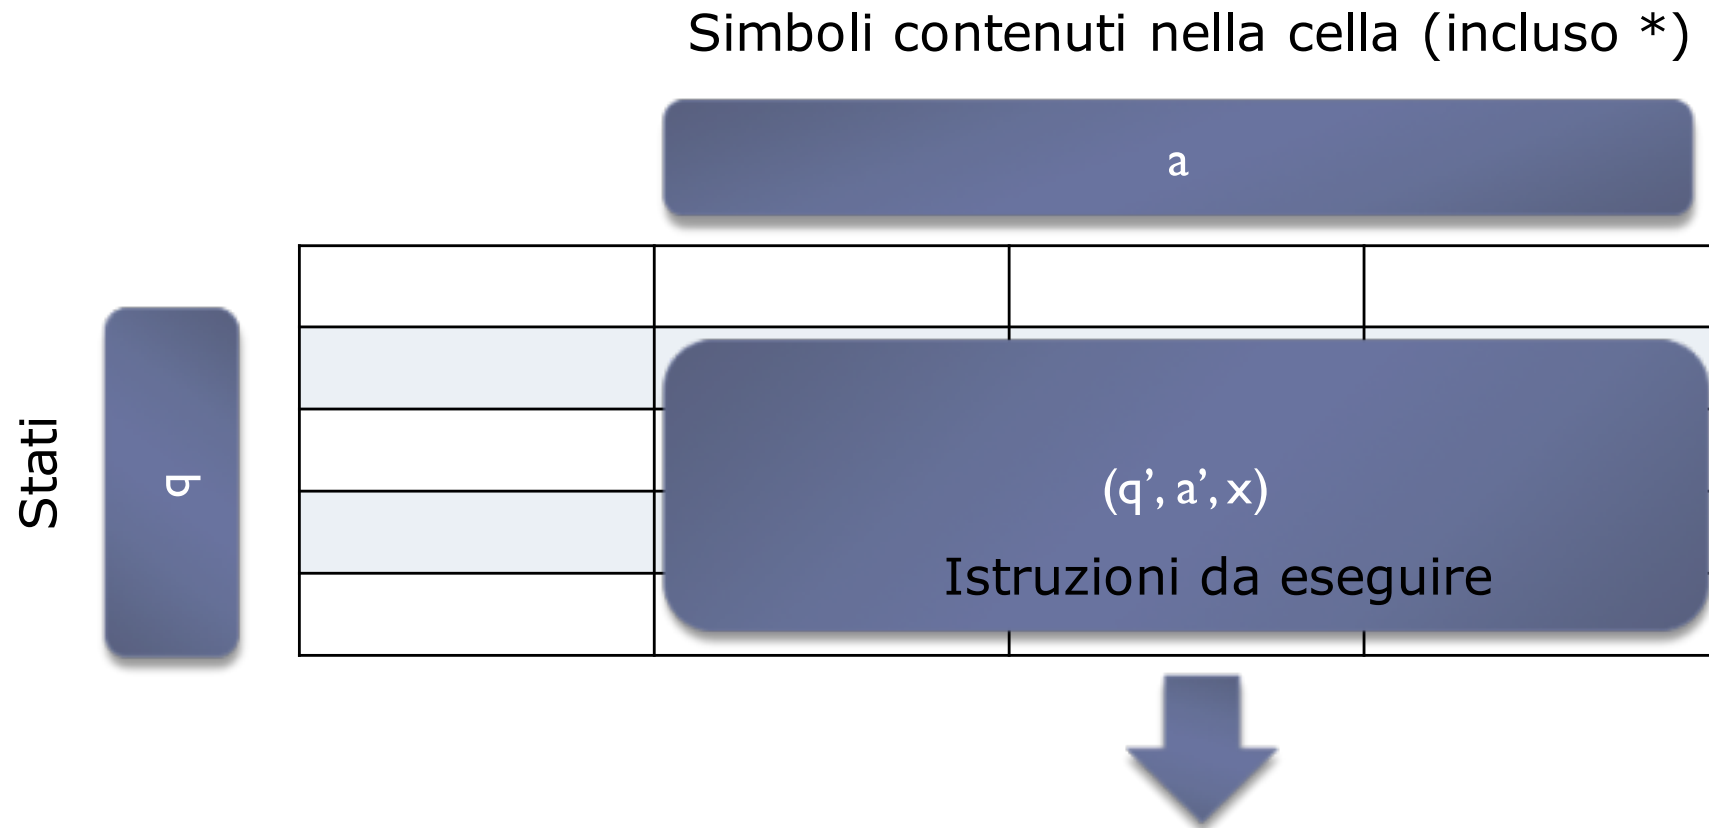 Simboli contenuti nella cella (incluso *)
a
Stati
q
(q’, a’, x)
Istruzioni da eseguire